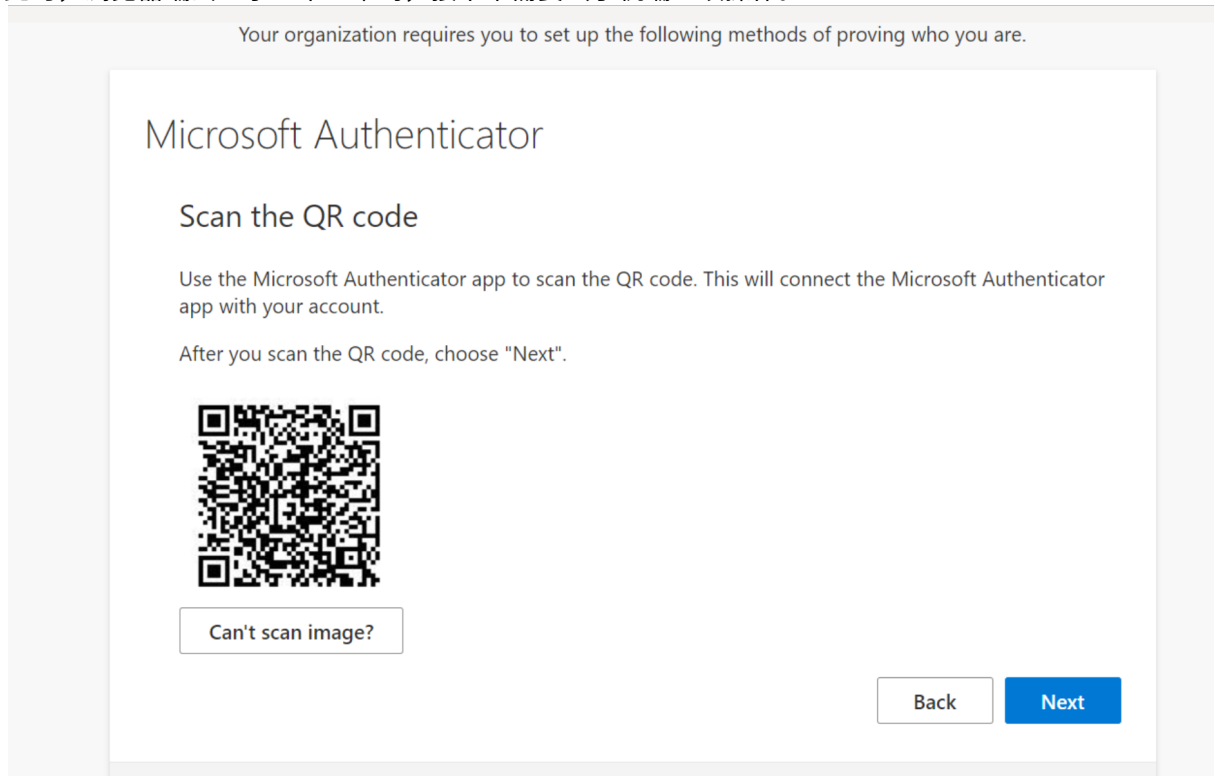 Your organization requires you to set up the following methods of proving who you are.
Microsoft Authenticator
Scan the QR code
Use the Microsoft Authenticator app to scan the QR code. This will connect the Microsoft Authenticator
app with your account.
After you scan the QR code, choose "Next".
Can't scan image?
Back
Next